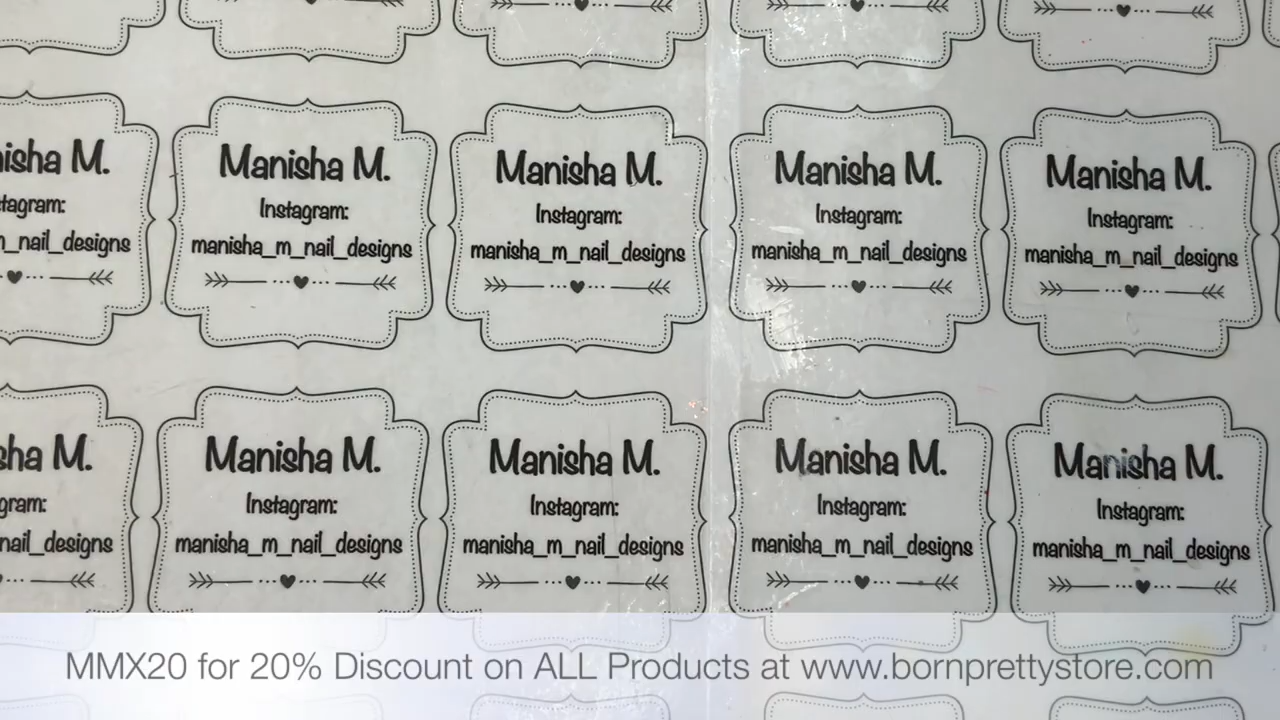 Manisha M.
Instagram:
manisha_m_nail_designs
Manisha M.
Instagram:
manisha_m_nail_designs
Manisha M.
Instagram:
manisha_m_nail_designs
Manisha M.
Instagram:
manisha_m_nail_designs
Manisha M.
Instagram:
manisha_m_nail_designs
Manisha M.
Instagram:
manisha_m_nail_designs
Manisha M.
Instagram:
manisha_m_nail_designs
Manisha M.
Instagram:
manisha_m_nail_designs
MMX20 for 20% Discount on ALL Products at www.bornprettystore.com